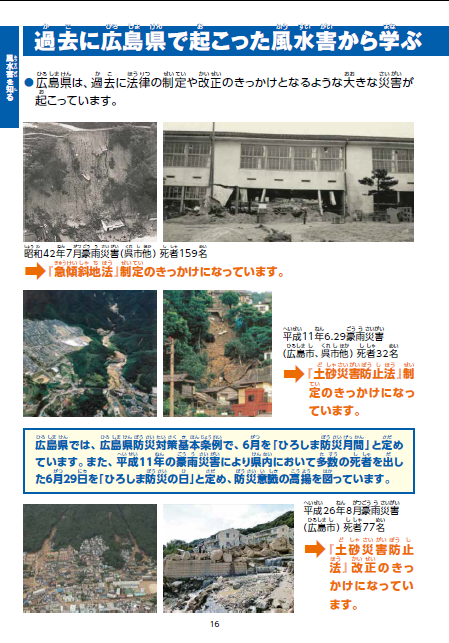 過去に広島県で起こった風水害から学ぶ
風水害を知る
●広島県は、過去に法律の制定や改正のきっかけとなるような大きな災害が
起こっています。
昭和42年7月豪雨災害(呉市他) 死者159名
➡『急傾斜地法』制定のきっかけになっています。
平成11年6.29豪雨災害
(広島市、呉市他) 死者32名
➡『土砂災害防止法』制
定のきっかけになっ
ています。
広島県では、広島県防災対策基本条例で、6月を「ひろしま防災月間」と定め
ています。また、平成11年の豪雨災害により県内において多数の死者を出し
た6月29日を「ひろしま防災の日」と定め、防災意識の高揚を図っています。
平成26年8月豪雨災害
(広島市) 死者77名
➡『土砂災害防止
法』改正のきっ
かけになってい
ます。
16